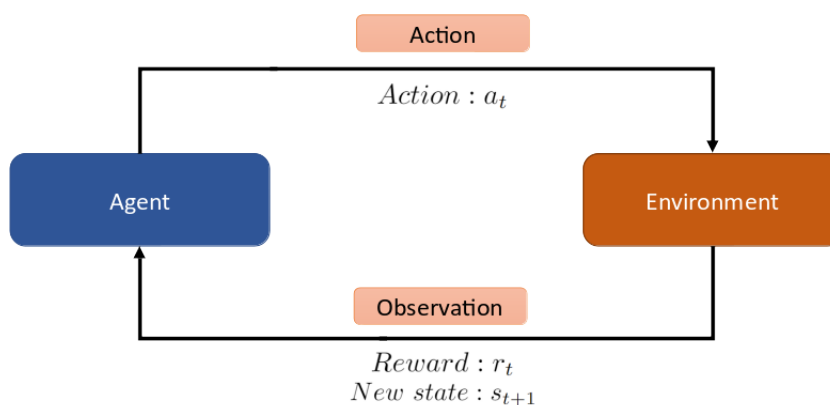 Action
Action : a_t
Agent
Environment
Observation
Reward : r_t
New state : s_{t+1}